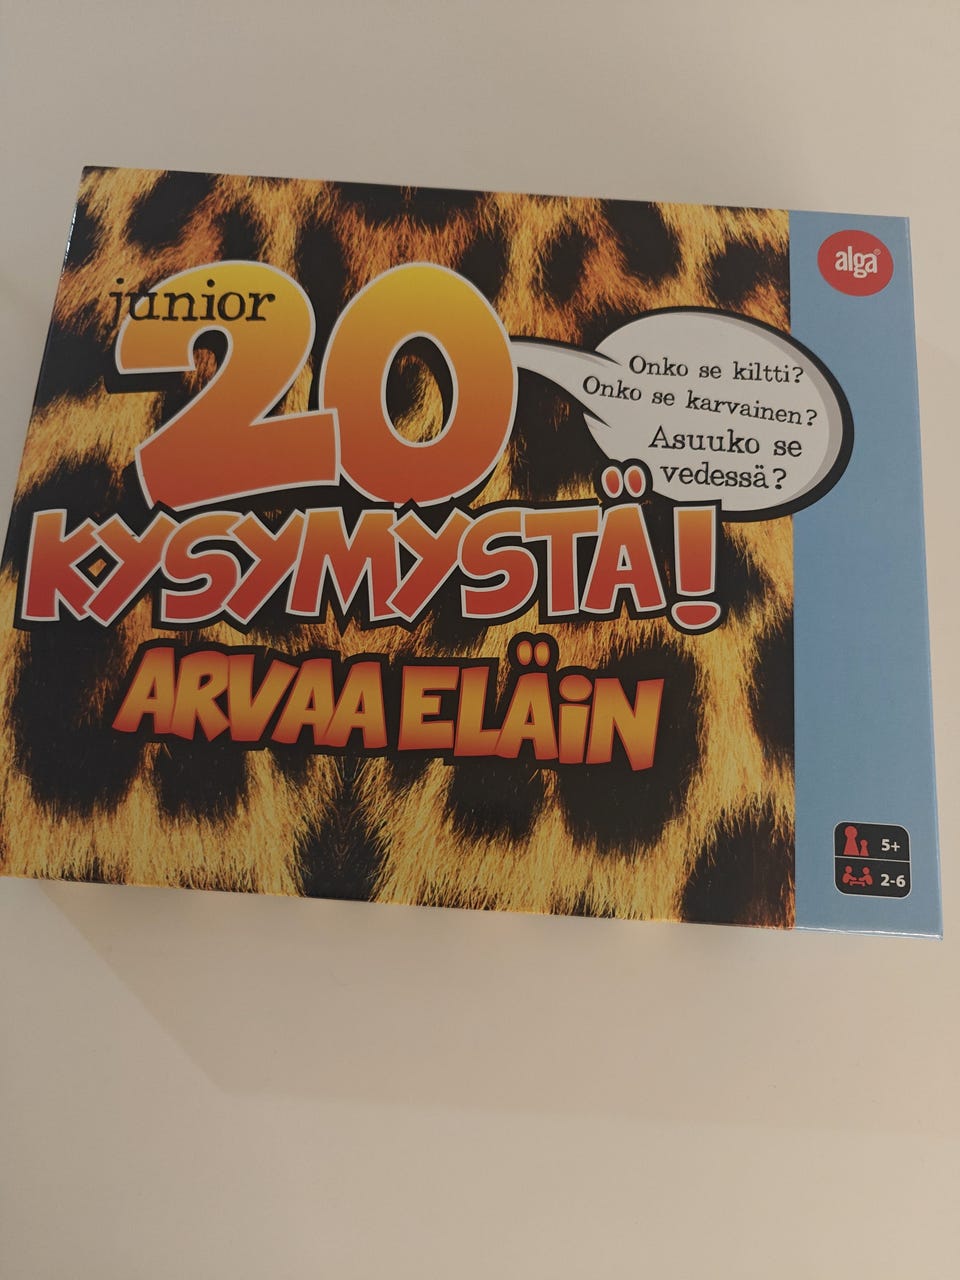 alga®
junior
20
Onko se kiltti?
Onko se karvainen?
Asuuko se
vedessä?
KYSYMYSTÄ!
ARVAA ELÄiN
5+
2-6